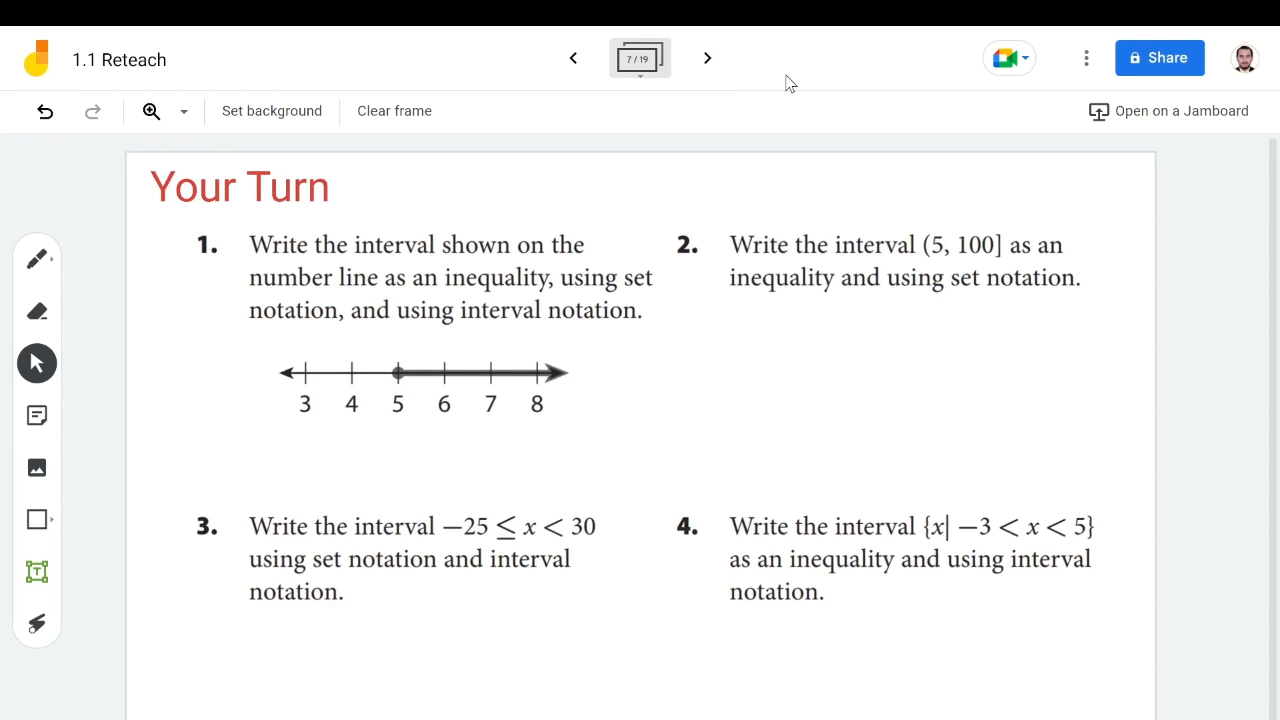 1.1 Reteach
7 / 19
Share
Set background
Clear frame
Open on a Jamboard
Your Turn
1. Write the interval shown on the
number line as an inequality, using set
notation, and using interval notation.
3 4 5 6 7 8
2. Write the interval (5, 100] as an
inequality and using set notation.
3. Write the interval −25 ≤ x < 30
using set notation and interval
notation.
4. Write the interval {x| −3 < x < 5}
as an inequality and using interval
notation.
T